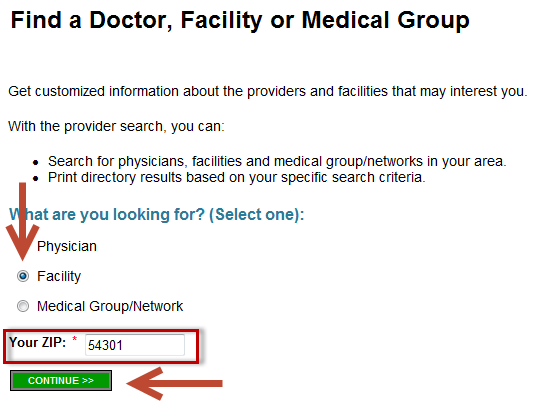 Find a Doctor, Facility or Medical Group
Get customized information about the providers and facilities that may interest you.
With the provider search, you can:
Search for physicians, facilities and medical group/networks in your area.
Print directory results based on your specific search criteria.
What are you looking for? (Select one):
Physician
Facility
Medical Group/Network
Your ZIP: * 54301
CONTINUE >>